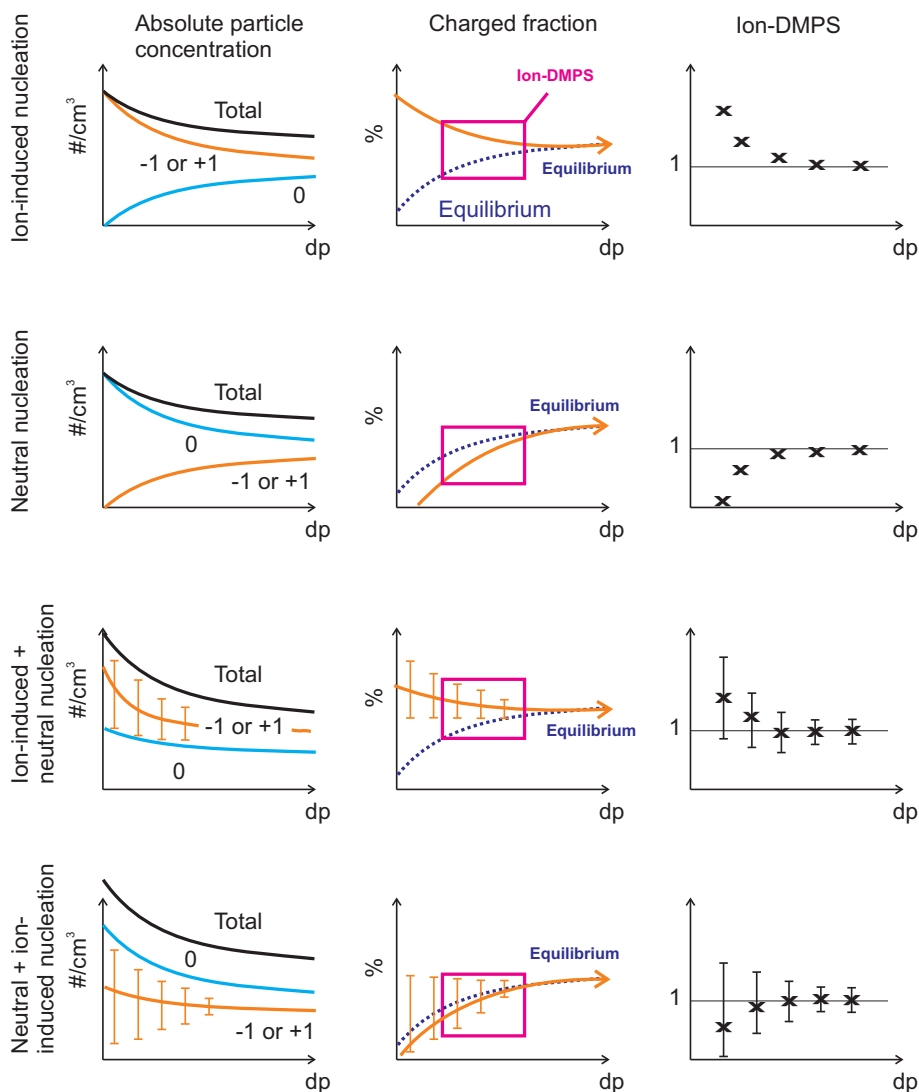 Absolute particle
concentration
Charged fraction
Ion-DMPS
Ion-induced nucleation
#/cm³
Total
-1 or +1
0
dp
%
Ion-DMPS
Equilibrium
Equilibrium
dp
1
dp
Neutral nucleation
#/cm³
Total
0
-1 or +1
dp
%
Equilibrium
dp
1
dp
Ion-induced +
neutral nucleation
#/cm³
Total
-1 or +1
0
dp
%
Equilibrium
dp
1
dp
Neutral + ion-
induced nucleation
#/cm³
Total
0
-1 or +1
dp
%
Equilibrium
dp
1
dp